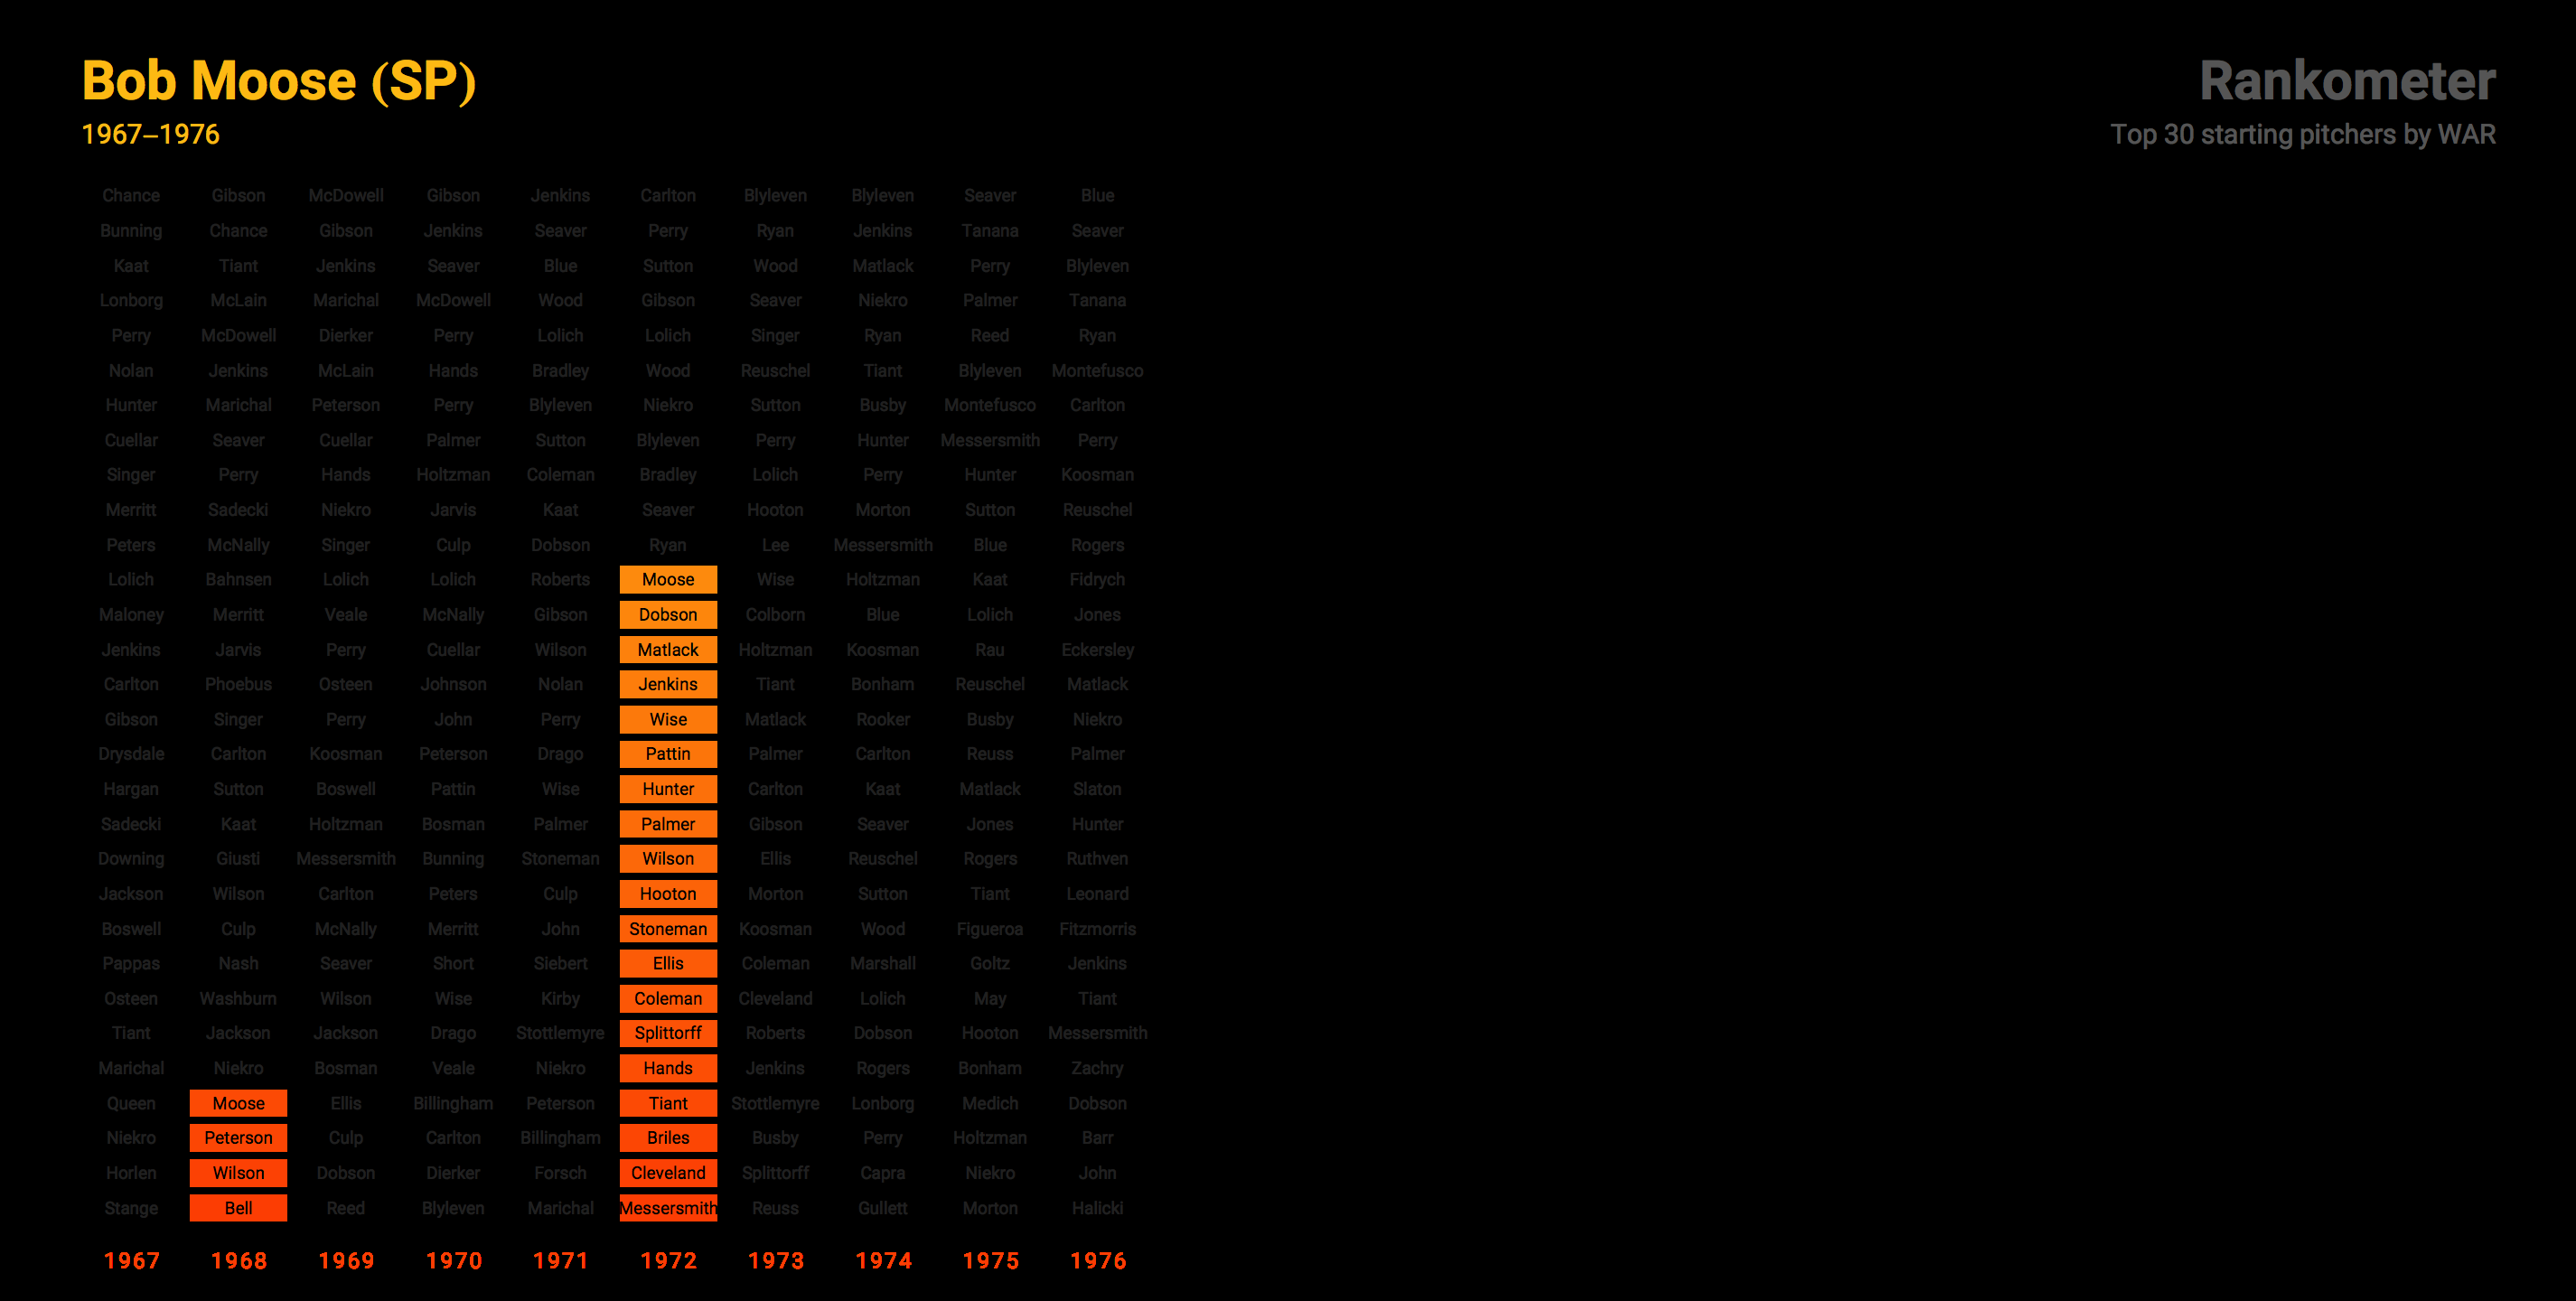 Bob Moose (SP)
1967–1976
Rankometer
Top 30 starting pitchers by WAR
Chance Gibson McDowell Gibson Jenkins Carlton Blyleven Blyleven Seaver Blue
Bunning Chance Gibson Jenkins Seaver Perry Ryan Jenkins Tanana Seaver
Kaat Tiant Jenkins Seaver Blue Sutton Wood Matlack Perry Blyleven
Lonborg McLain Marichal McDowell Wood Gibson Seaver Niekro Palmer Tanana
Perry McDowell Dierker Perry Lolich Lolich Singer Ryan Reed Ryan
Nolan Jenkins McLain Hands Bradley Wood Reuschel Tiant Blyleven Montefusco
Hunter Marichal Peterson Perry Blyleven Niekro Sutton Busby Montefusco Carlton
Cuellar Seaver Cuellar Palmer Sutton Blyleven Perry Hunter Messersmith Perry
Singer Perry Hands Holtzman Coleman Bradley Lolich Perry Hunter Koosman
Merritt Sadecki Niekro Jarvis Kaat Seaver Hooton Morton Sutton Reuschel
Peters McNally Singer Culp Dobson Ryan Lee Messersmith Blue Rogers
Lolich Bahnsen Lolich Lolich Roberts Moose Wise Holtzman Kaat Fidrych
Maloney Merritt Veale McNally Gibson Dobson Colborn Blue Lolich Jones
Jenkins Jarvis Perry Cuellar Wilson Matlack Holtzman Koosman Rau Eckersley
Carlton Phoebus Osteen Johnson Nolan Jenkins Tiant Bonham Reuschel Matlack
Gibson Singer Perry John Perry Wise Matlack Rooker Busby Niekro
Drysdale Carlton Koosman Peterson Drago Pattin Palmer Carlton Reuss Palmer
Hargan Sutton Boswell Pattin Wise Hunter Carlton Kaat Matlack Slaton
Sadecki Kaat Holtzman Bosman Palmer Palmer Gibson Seaver Jones Hunter
Downing Giusti Messersmith Bunning Stoneman Wilson Ellis Reuschel Rogers Ruthven
Jackson Wilson Carlton Peters Culp Hooton Morton Sutton Tiant Leonard
Boswell Culp McNally Merritt John Stoneman Koosman Wood Figueroa Fitzmorris
Pappas Nash Seaver Short Siebert Ellis Coleman Marshall Goltz Jenkins
Osteen Washburn Wilson Wise Kirby Coleman Cleveland Lolich May Tiant
Tiant Jackson Jackson Drago Stottlemyre Splittorff Roberts Dobson Hooton Messersmith
Marichal Niekro Bosman Veale Niekro Hands Jenkins Rogers Bonham Zachry
Queen Moose Ellis Billingham Peterson Tiant Stottlemyre Lonborg Medich Dobson
Niekro Peterson Culp Carlton Billingham Briles Busby Perry Holtzman Barr
Horlen Wilson Dobson Dierker Forsch Cleveland Splittorff Capra Niekro John
Stange Bell Reed Blyleven Marichal Messersmith Reuss Gullett Morton Halicki
1967 1968 1969 1970 1971 1972 1973 1974 1975 1976